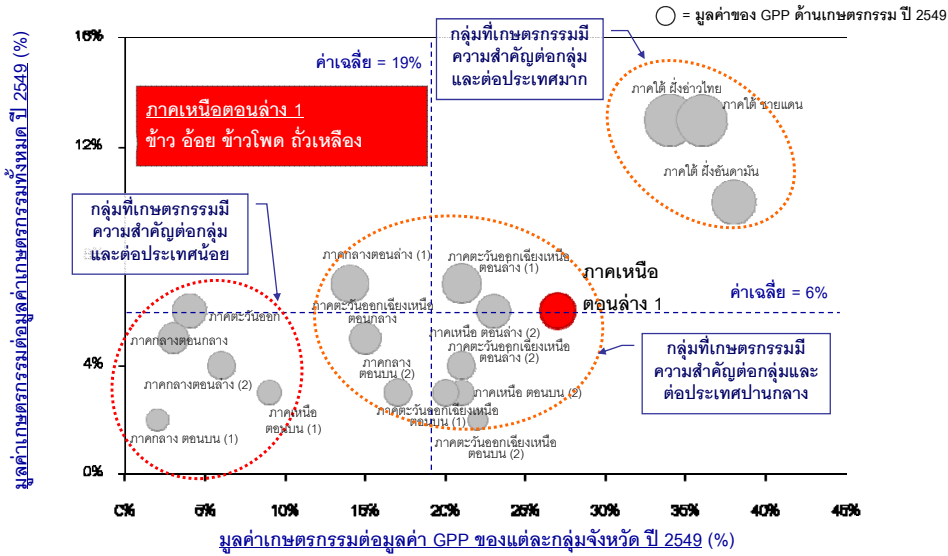 = มูลค่าของ GPP ด้านเกษตรกรรม ปี 2549
มูลค่าเกษตรกรรมต่อมูลค่าเกษตรกรรมทั้งหมด ปี 2549 (%)
16%
12%
4%
0%
ค่าเฉลี่ย = 19%
กลุ่มที่เกษตรกรรมมี
ความสำคัญต่อกลุ่ม
และต่อประเทศมาก
ภาคใต้ ฝั่งอ่าวไทย
ภาคใต้ ชายแดน
ภาคใต้ ฝั่งอันดามัน
ภาคเหนือตอนล่าง 1
ข้าว อ้อย ข้าวโพด ถั่วเหลือง
กลุ่มที่เกษตรกรรมมี
ความสำคัญต่อกลุ่ม
และต่อประเทศน้อย
ภาคกลางตอนล่าง (1)
ภาคตะวันออกเฉียงเหนือ
ตอนล่าง (1)
ภาคเหนือ
ตอนล่าง 1
ค่าเฉลี่ย = 6%
ภาคตะวันออกเฉียงเหนือ
ตอนกลาง
ภาคตะวันออก
ภาคกลางตอนกลาง
ภาคเหนือ ตอนล่าง (2)
ภาคตะวันออกเฉียงเหนือ
ตอนล่าง (2)
ภาคกลาง
ตอนบน (2)
กลุ่มที่เกษตรกรรมมี
ความสำคัญต่อกลุ่มและ
ต่อประเทศปานกลาง
ภาคกลางตอนล่าง (2)
ภาคเหนือ ตอนบน (2)
ภาคเหนือ
ตอนบน (1)
ภาคตะวันออกเฉียงเหนือ
ตอนบน (1)
ภาคกลาง ตอนบน (1)
ภาคตะวันออกเฉียงเหนือ
ตอนบน (2)
0% 5% 10% 15% 20% 25% 30% 35% 40% 45%
มูลค่าเกษตรกรรมต่อมูลค่า GPP ของแต่ละกลุ่มจังหวัด ปี 2549 (%)